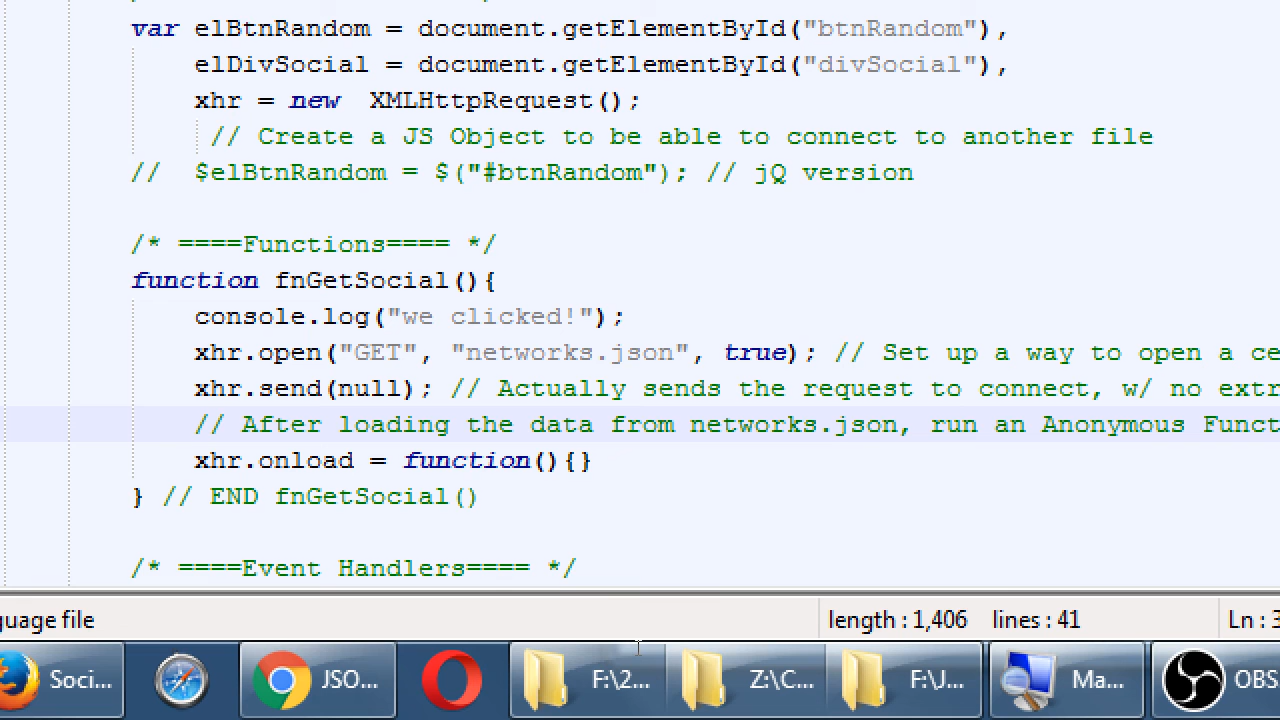 var elBtnRandom = document.getElementById("btnRandom"),
elDivSocial = document.getElementById("divSocial"),
xhr = new  XMLHttpRequest();
// Create a JS Object to be able to connect to another file
//  $elBtnRandom = $("#btnRandom"); // jQ version
/* ====Functions==== */
function fnGetSocial(){
console.log("we clicked!");
xhr.open("GET", "networks.json", true); // Set up a way to open a ce
xhr.send(null); // Actually sends the request to connect, w/ no extr
// After loading the data from networks.json, run an Anonymous Funct
xhr.onload = function(){}
} // END fnGetSocial()
/* ====Event Handlers==== */
guage file length : 1,406 lines : 41 Ln : 3
Soci... JSO... F:\2... Z:\C... F:\J... Ma... OBS